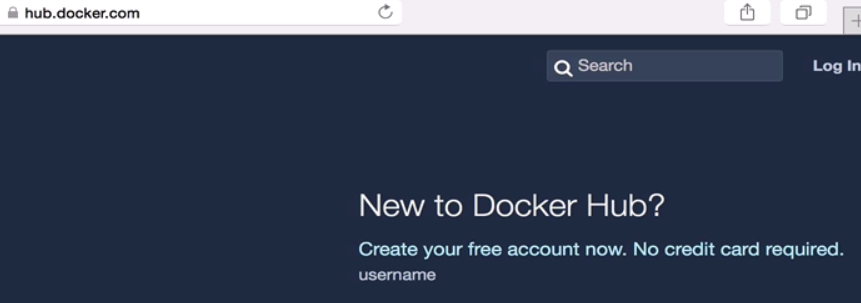 hub.docker.com
Search
Log In
New to Docker Hub?
Create your free account now. No credit card required.
username